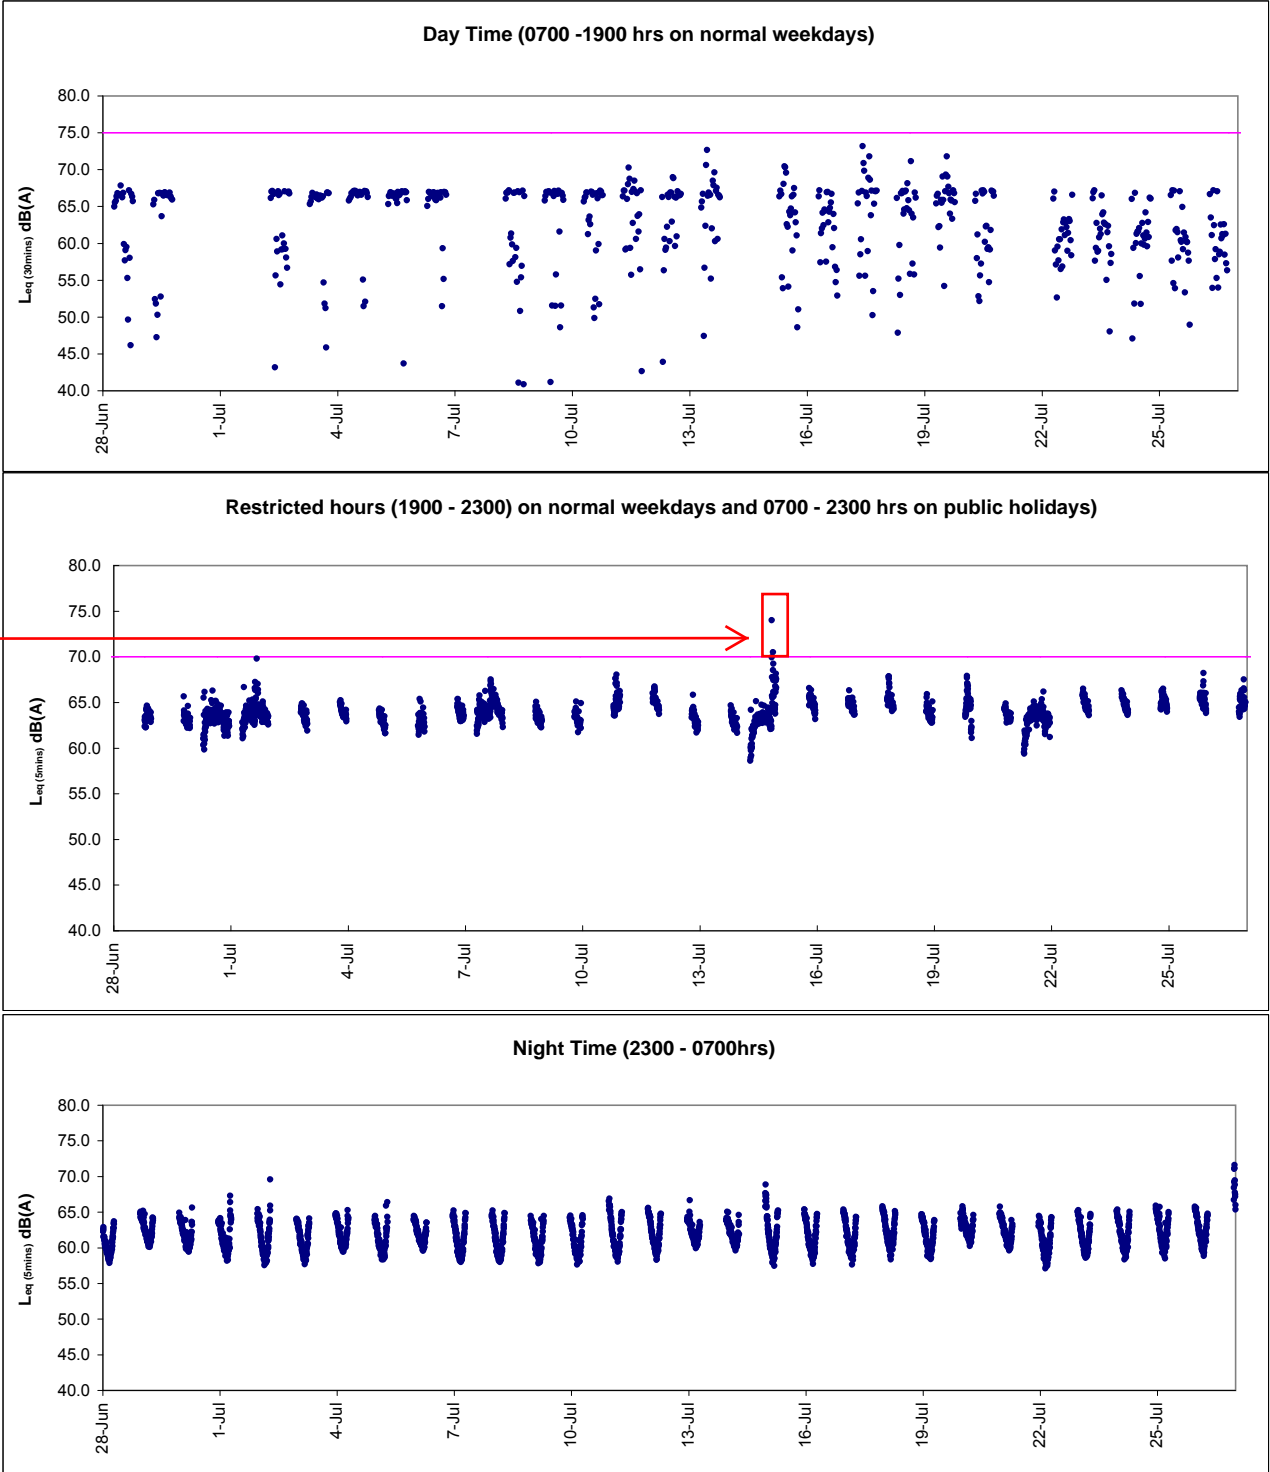 Day Time (0700 -1900 hrs on normal weekdays)
80.0
75.0
70.0
65.0
60.0
55.0
50.0
45.0
40.0
Leq (30mins) dB(A)
28-Jun
1-Jul
4-Jul
7-Jul
10-Jul
13-Jul
16-Jul
19-Jul
22-Jul
25-Jul
Restricted hours (1900 - 2300) on normal weekdays and 0700 - 2300 hrs on public holidays)
80.0
75.0
70.0
65.0
60.0
55.0
50.0
45.0
40.0
Leq (5mins) dB(A)
28-Jun
1-Jul
4-Jul
7-Jul
10-Jul
13-Jul
16-Jul
19-Jul
22-Jul
25-Jul
Night Time (2300 - 0700hrs)
80.0
75.0
70.0
65.0
60.0
55.0
50.0
45.0
40.0
Leq (5mins) dB(A)
28-Jun
1-Jul
4-Jul
7-Jul
10-Jul
13-Jul
16-Jul
19-Jul
22-Jul
25-Jul